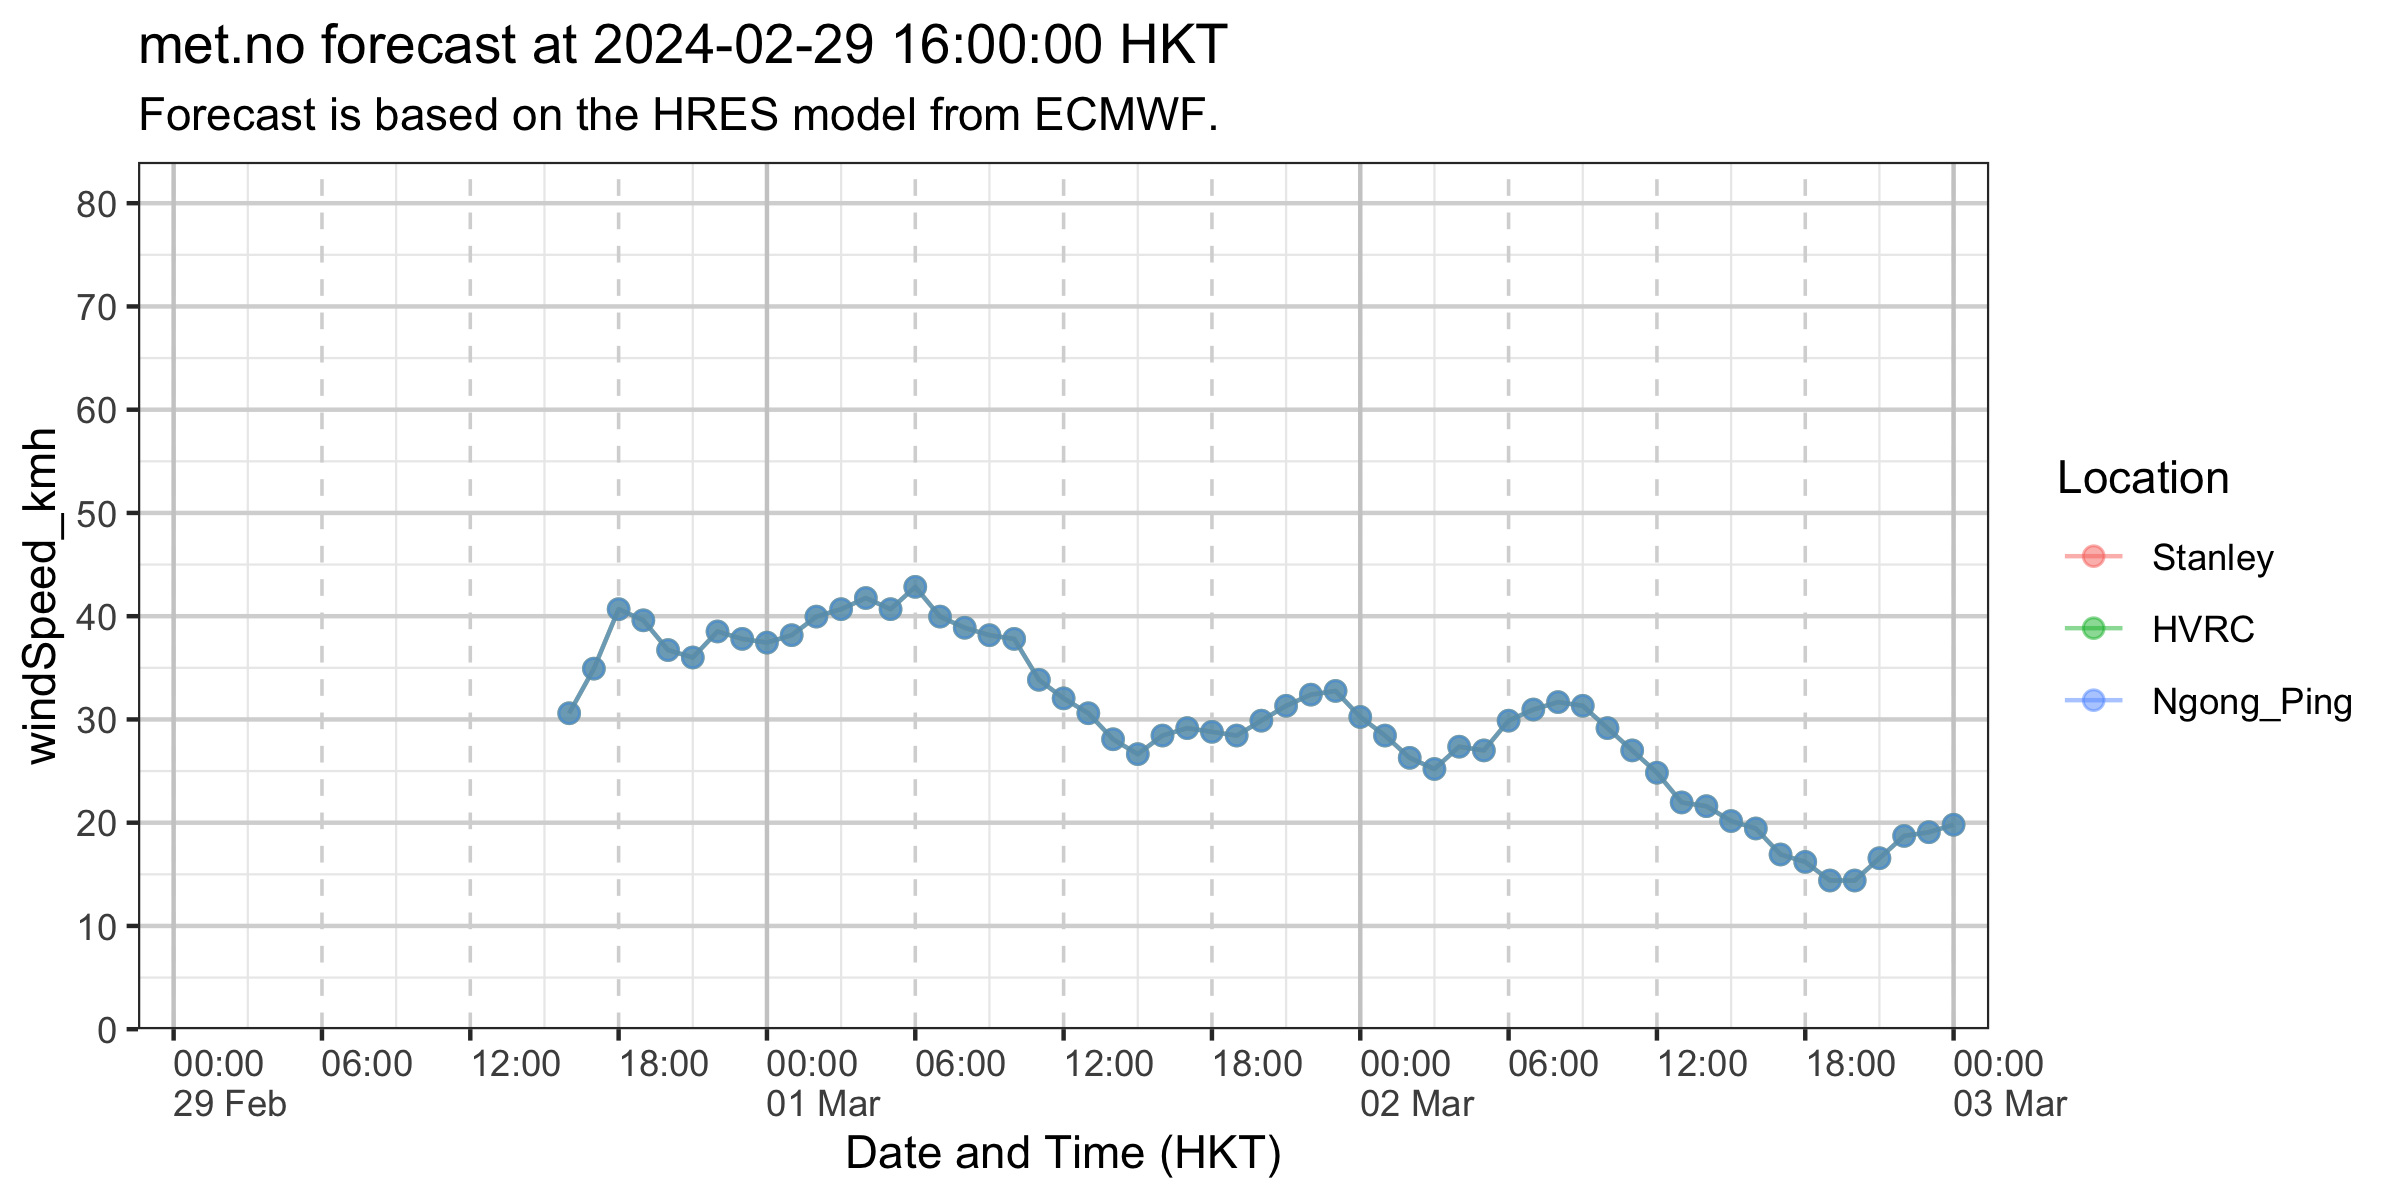 met.no forecast at 2024-02-29 16:00:00 HKT
Forecast is based on the HRES model from ECMWF.
windSpeed_kmh
80
70
60
50
40
30
20
10
0
00:00 06:00 12:00 18:00 00:00 06:00 12:00 18:00 00:00 06:00 12:00 18:00 00:00
29 Feb 01 Mar 02 Mar 03 Mar
Date and Time (HKT)
Location
Stanley
HVRC
Ngong_Ping